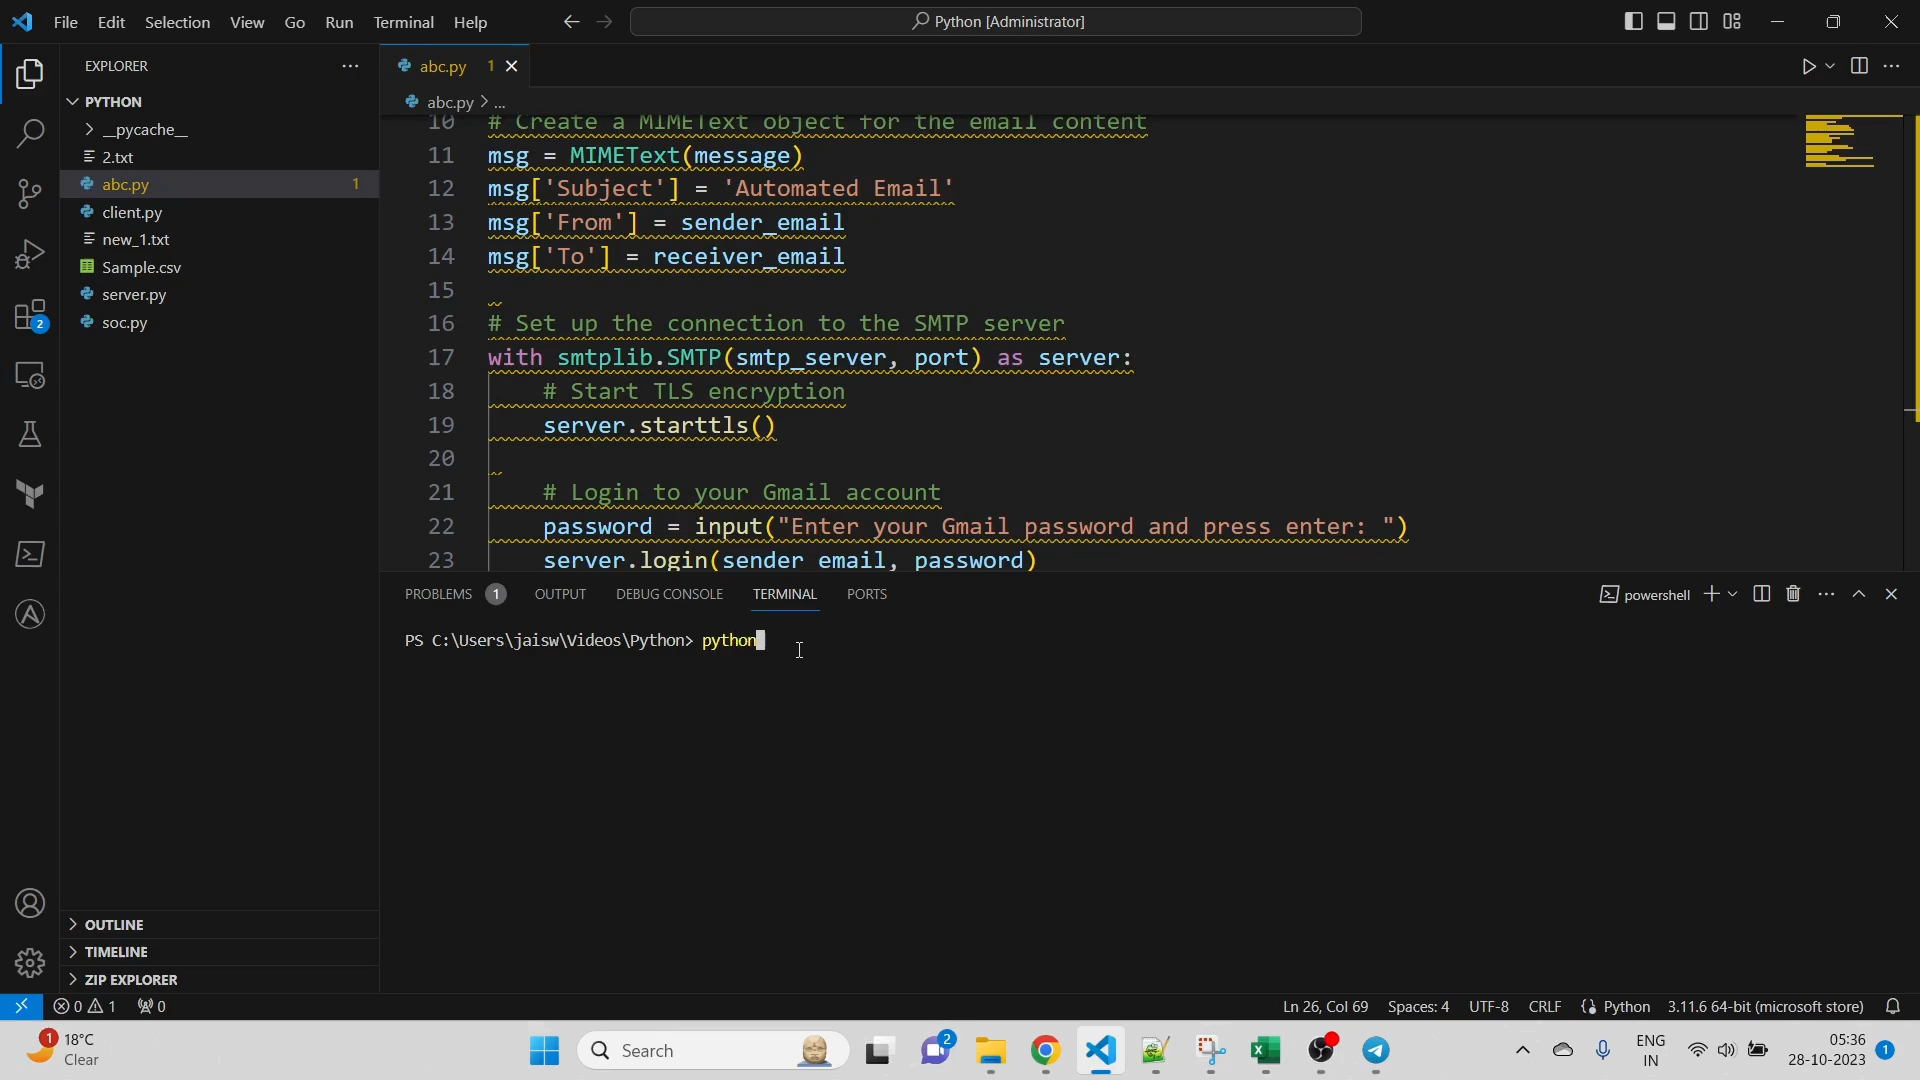 File Edit Selection View Go Run Terminal Help
Python [Administrator]
EXPLORER
PYTHON
__pycache__
2.txt
abc.py 1
client.py
new_1.txt
Sample.csv
server.py
soc.py
2
OUTLINE
TIMELINE
ZIP EXPLORER
abc.py 1
abc.py > ...
10 # Create a MIMEText object for the email content
11 msg = MIMEText(message)
12 msg['Subject'] = 'Automated Email'
13 msg['From'] = sender_email
14 msg['To'] = receiver_email
15
16 # Set up the connection to the SMTP server
17 with smtplib.SMTP(smtp_server, port) as server:
18 # Start TLS encryption
19 server.starttls()
20
21 # Login to your Gmail account
22 password = input("Enter your Gmail password and press enter: ")
23 server.login(sender_email, password)
PROBLEMS 1 OUTPUT DEBUG CONSOLE TERMINAL PORTS
powershell
PS C:\Users\jaisw\Videos\Python> python
0 1 0
Ln 26, Col 69 Spaces: 4 UTF-8 CRLF Python 3.11.6 64-bit (microsoft store)
1
18°C
Clear
Search
2
ENG
IN
05:36
28-10-2023
1